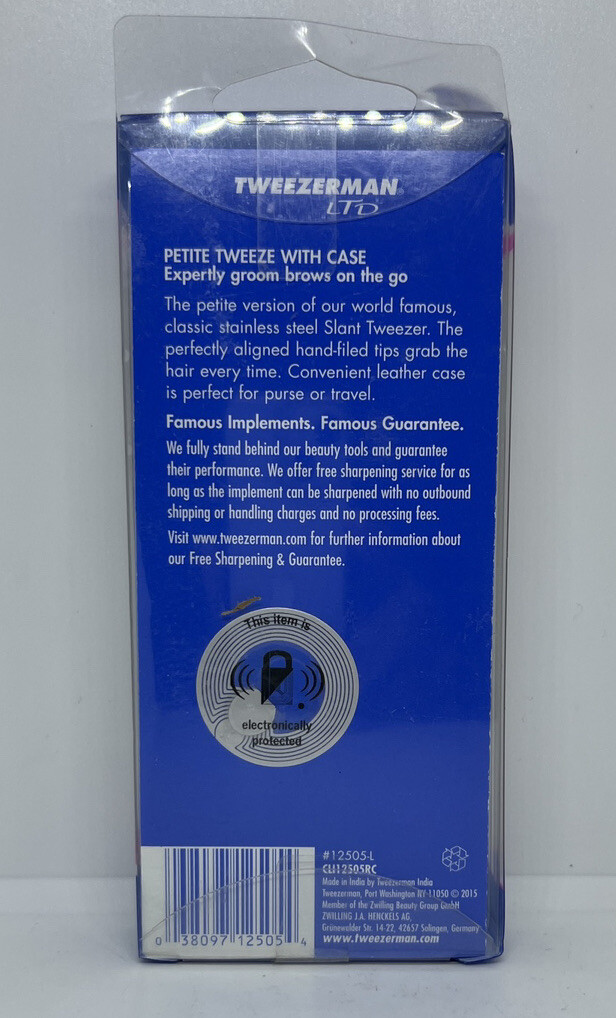 TWEEZERMAN
LTD
PETITE TWEEZE WITH CASE
Expertly groom brows on the go
The petite version of our world famous,
classic stainless steel Slant Tweezer. The
perfectly aligned hand-filed tips grab the
hair every time. Convenient leather case
is perfect for purse or travel.
Famous Implements. Famous Guarantee.
We fully stand behind our beauty tools and guarantee
their performance. We offer free sharpening service for as
long as the implement can be sharpened with no outbound
shipping or handling charges and no processing fees.
Visit www.tweezerman.com for further information about
our Free Sharpening & Guarantee.
This item is
electronically
protected
#12505-L
CLI12505RC
Made in India by Tweezerman India
Tweezerman, Port Washington NY 11050 © 2015
Member of the Zwilling Beauty Group GmbH
ZWILLING J.A. HENCKELS AG,
Grünewalder Str. 14-22, 42657 Solingen, Germany
www.tweezerman.com
0 38097 12505 4